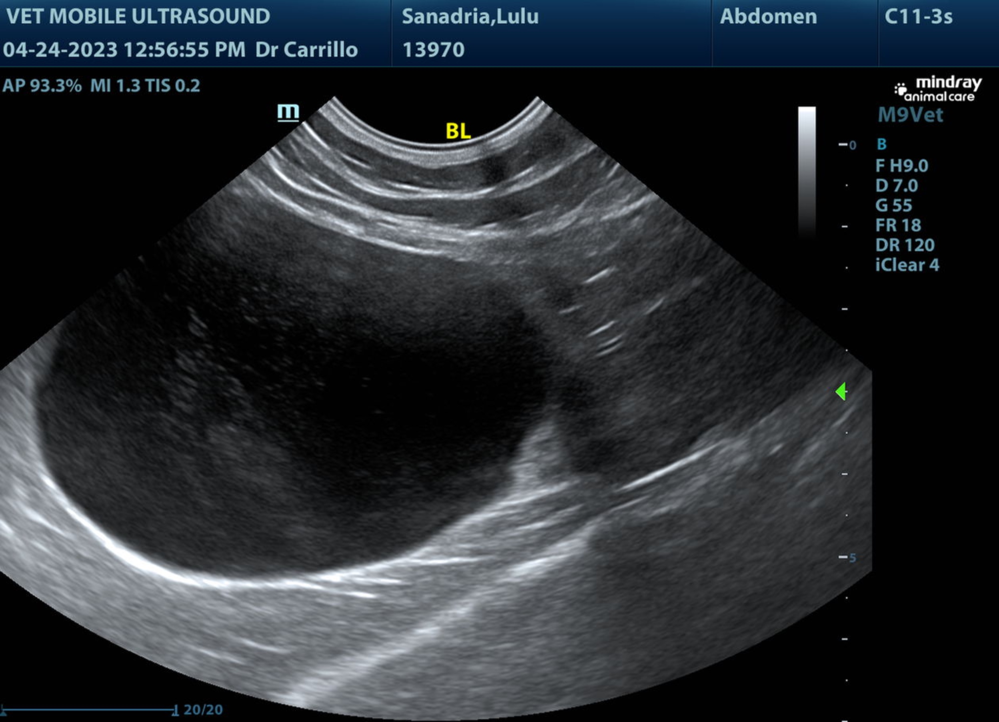 VET MOBILE ULTRASOUND
04-24-2023 12:56:55 PM Dr Carrillo
Sanadria,Lulu
13970
Abdomen
C11-3s
AP 93.3% MI 1.3 TIS 0.2
m
BL
mindray
animal care
M9Vet
B
F H9.0
D 7.0
G 55
FR 18
DR 120
iClear 4
0
5
1 20/20